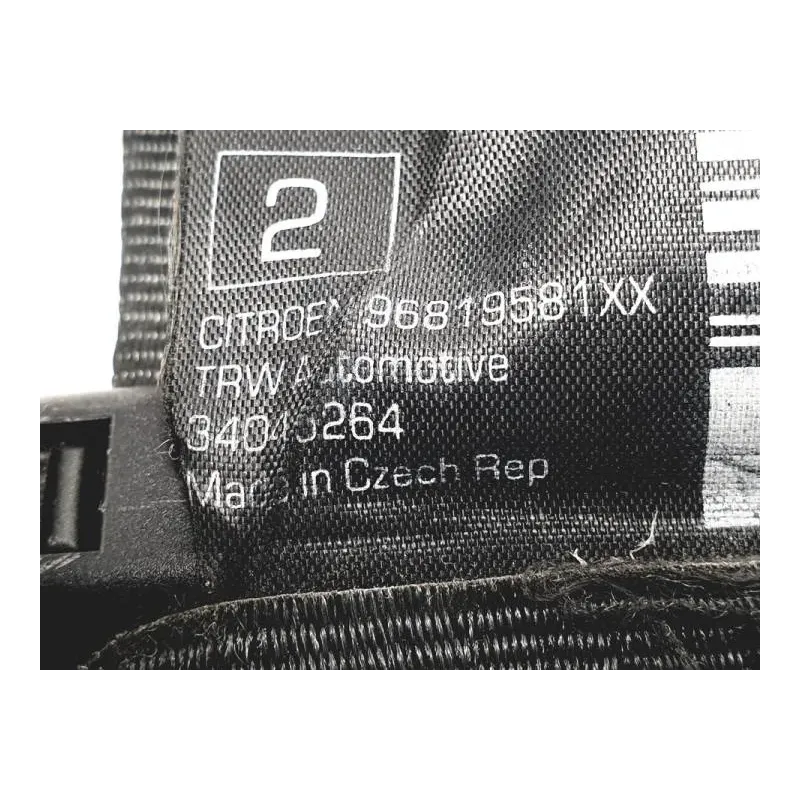 2
CITROEN 96819581XX
TRW Automotive
Made in Czech Rep